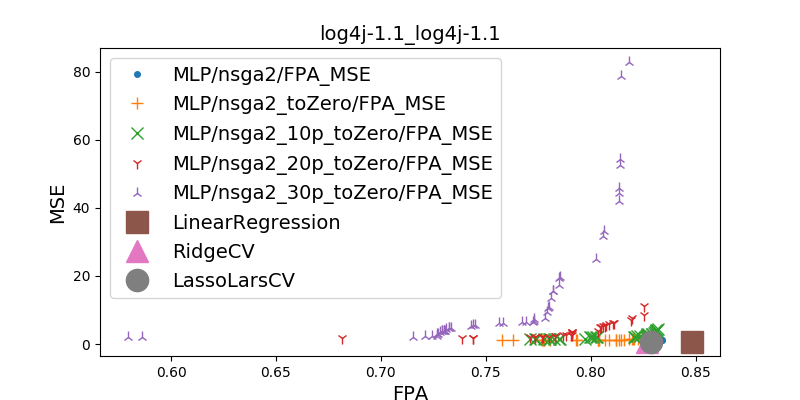 log4j-1.1_log4j-1.1
MLP/nsga2/FPA_MSE
MLP/nsga2_toZero/FPA_MSE
MLP/nsga2_10p_toZero/FPA_MSE
MLP/nsga2_20p_toZero/FPA_MSE
MLP/nsga2_30p_toZero/FPA_MSE
LinearRegression
RidgeCV
LassoLarsCV
MSE
80
60
40
20
0
0.60 0.65 0.70 0.75 0.80 0.85
FPA